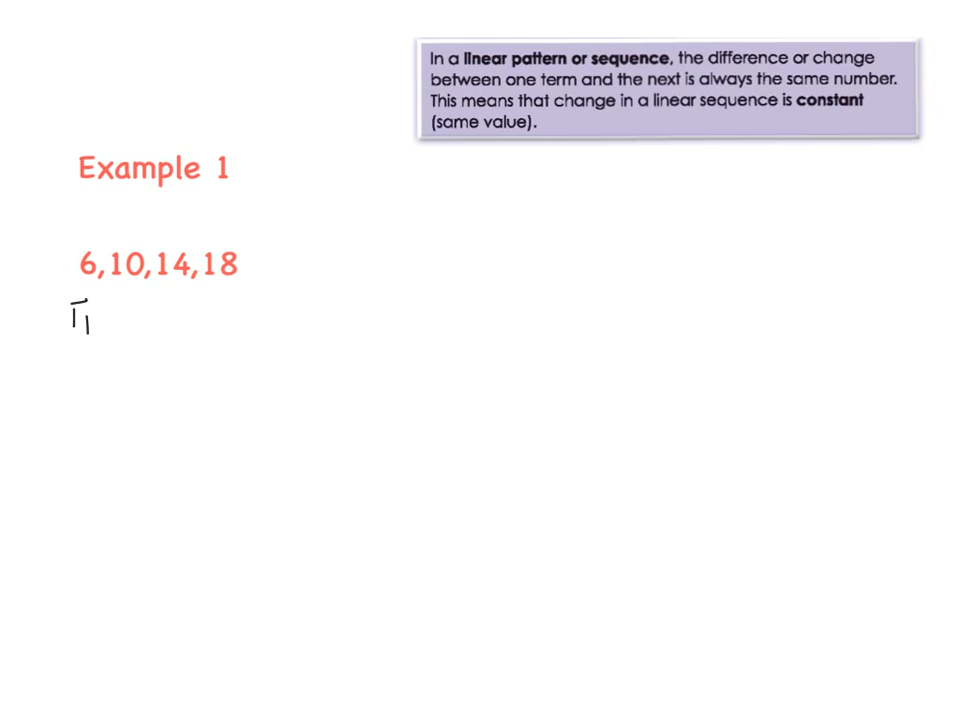 In a linear pattern or sequence, the difference or change
between one term and the next is always the same number.
This means that change in a linear sequence is constant
(same value).
Example 1
6,10,14,18
T1